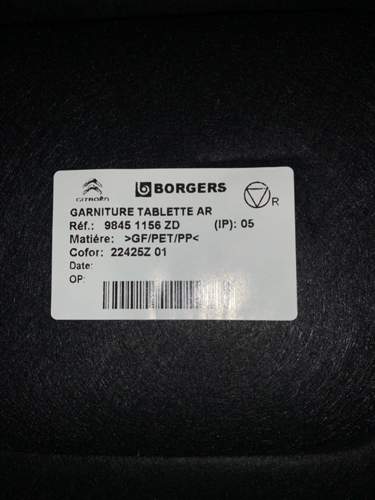 CITROËN BORGERS R
GARNITURE TABLETTE AR
Réf.: 9845 1156 ZD (IP): 05
Matiére: >GF/PET/PP<
Cofor: 22425Z 01
Date:
OP: